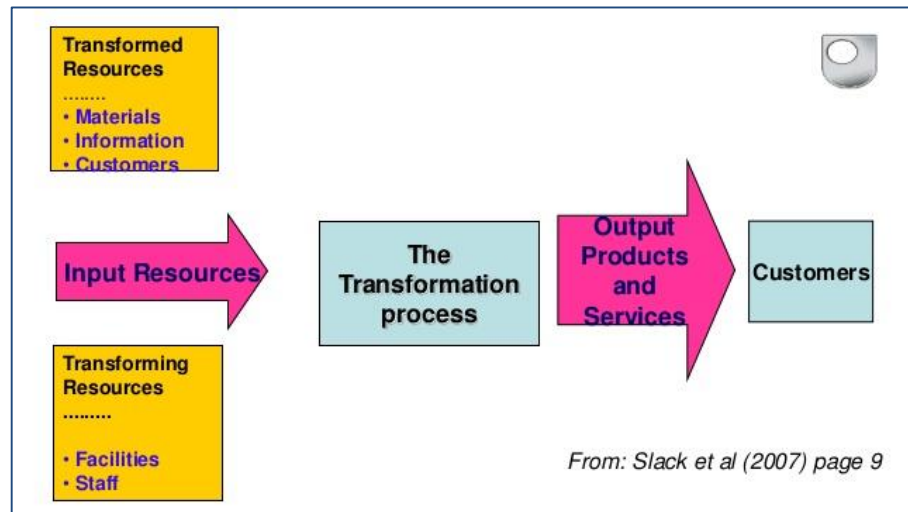 Transformed
Resources
........
• Materials
• Information
• Customers
Input Resources
The
Transformation
process
Output
Products
and
Services
Customers
Transforming
Resources
.........
• Facilities
• Staff
From: Slack et al (2007) page 9